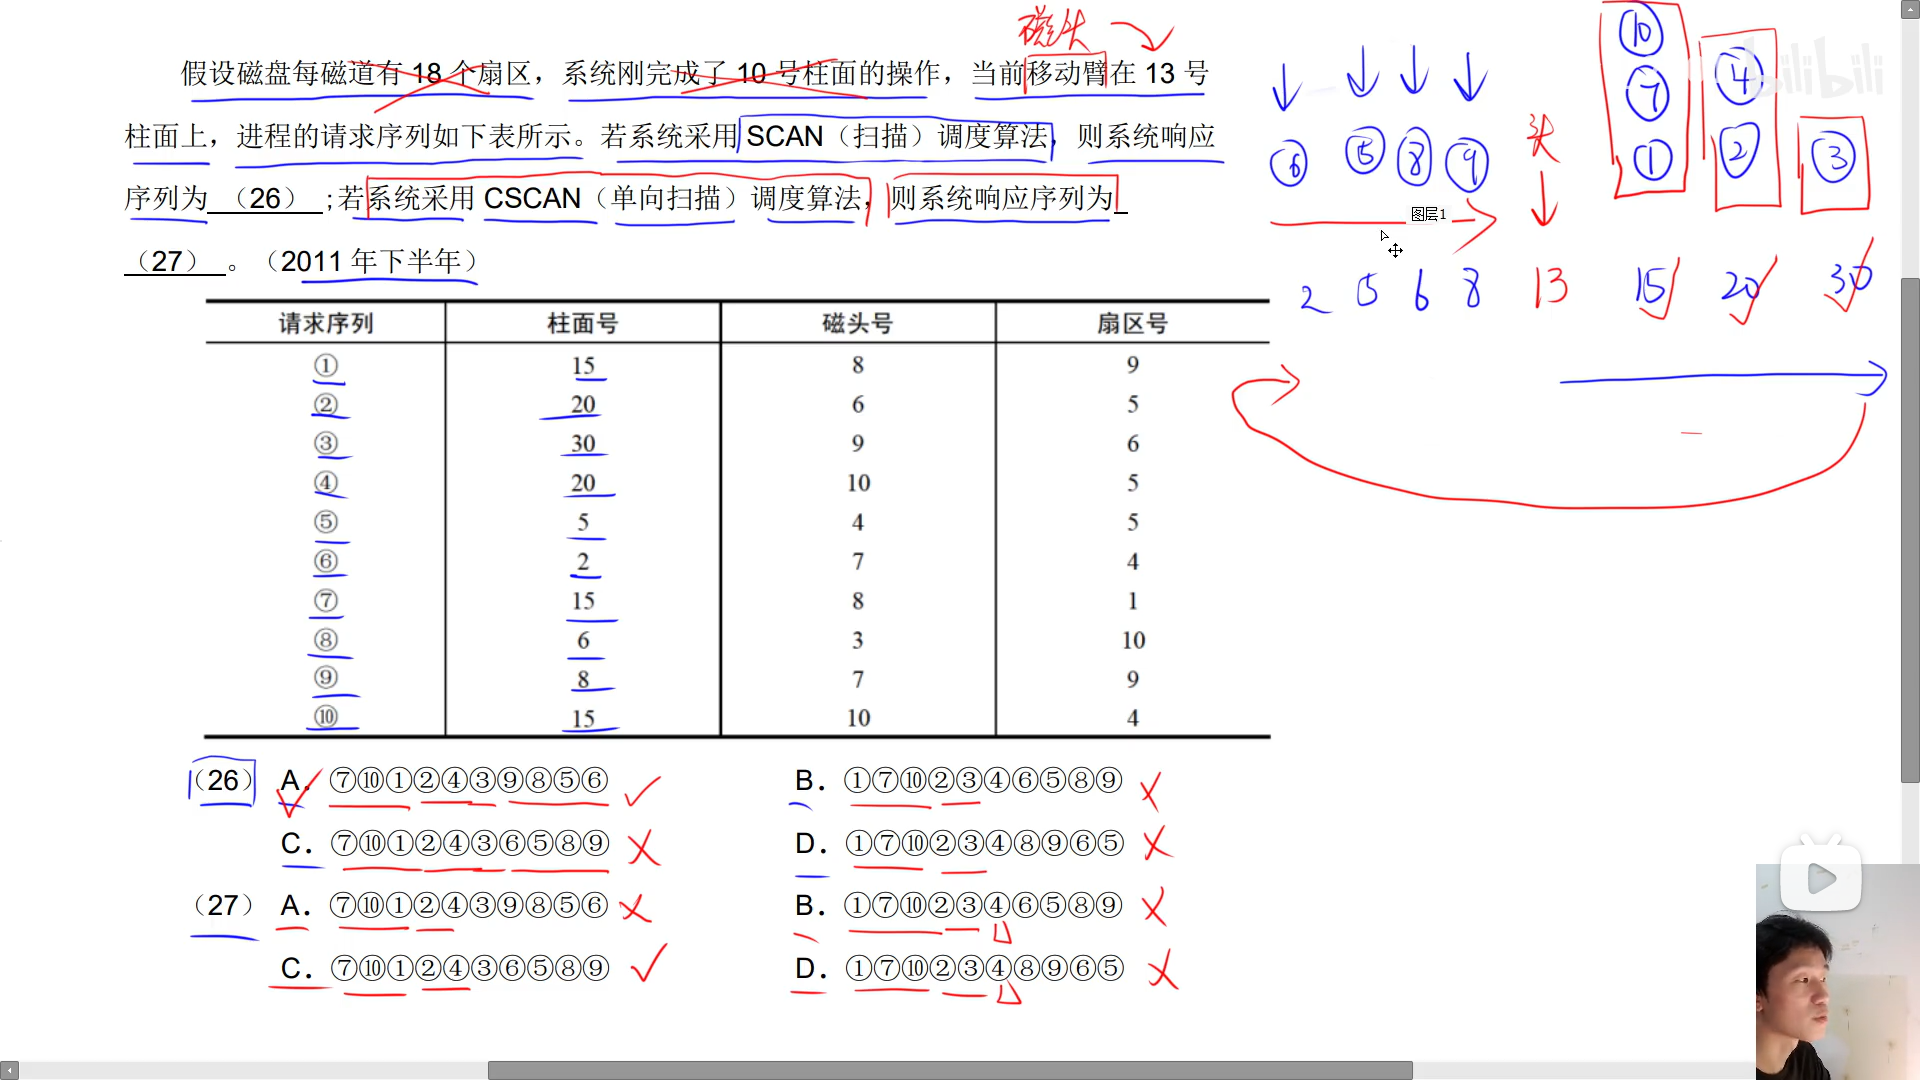 磁头
假设磁盘每磁道有 18 个扇区，系统刚完成了 10 号柱面的操作，当前移动臂在 13 号
柱面上，进程的请求序列如下表所示。若系统采用 SCAN（扫描）调度算法，则系统响应
序列为 （26） ;若系统采用 CSCAN（单向扫描）调度算法，则系统响应序列为
（27） 。（2011 年下半年）
请求序列 柱面号 磁头号 扇区号
① 15 8 9
② 20 6 5
③ 30 9 6
④ 20 10 5
⑤ 5 4 5
⑥ 2 7 4
⑦ 15 8 1
⑧ 6 3 10
⑨ 8 7 9
⑩ 15 10 4
（26） A. ⑦⑩①②④③⑨⑧⑤⑥ B. ①⑦⑩②③④⑥⑤⑧⑨
C. ⑦⑩①②④③⑥⑤⑧⑨ D. ①⑦⑩②③④⑧⑨⑥⑤
（27） A. ⑦⑩①②④③⑨⑧⑤⑥ B. ①⑦⑩②③④⑥⑤⑧⑨
C. ⑦⑩①②④③⑥⑤⑧⑨ D. ①⑦⑩②③④⑧⑨⑥⑤
⑩
⑦ ④
⑥ ⑤ ⑧ ⑨ 头 ① ② ③
图层1
2 5 6 8 13 15 20 30
bilibili